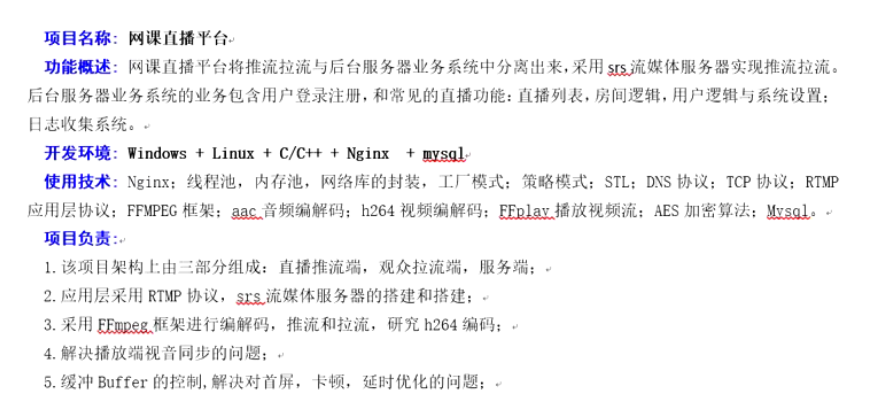 项目名称: 网课直播平台
功能概述: 网课直播平台将推流拉流与后台服务器业务系统中分离出来,采用 srs 流媒体服务器实现推流拉流。
后台服务器业务系统的业务包含用户登录注册,和常见的直播功能:直播列表,房间逻辑,用户逻辑与系统设置;
日志收集系统。
开发环境: Windows + Linux + C/C++ + Nginx + mysql
使用技术: Nginx; 线程池,内存池,网络库的封装,工厂模式; 策略模式; STL; DNS 协议; TCP 协议; RTMP
应用层协议; FFMPEG 框架; aac 音频编解码; h264 视频编解码; FFplay 播放视频流; AES 加密算法; Mysql。
项目负责:
1.该项目架构上由三部分组成: 直播推流端,观众拉流端,服务端;
2.应用层采用 RTMP 协议, srs 流媒体服务器的搭建和搭建;
3.采用 FFmpeg 框架进行编解码,推流和拉流,研究 h264 编码;
4.解决播放端视音同步的问题;
5.缓冲 Buffer 的控制,解决对首屏,卡顿,延时优化的问题;